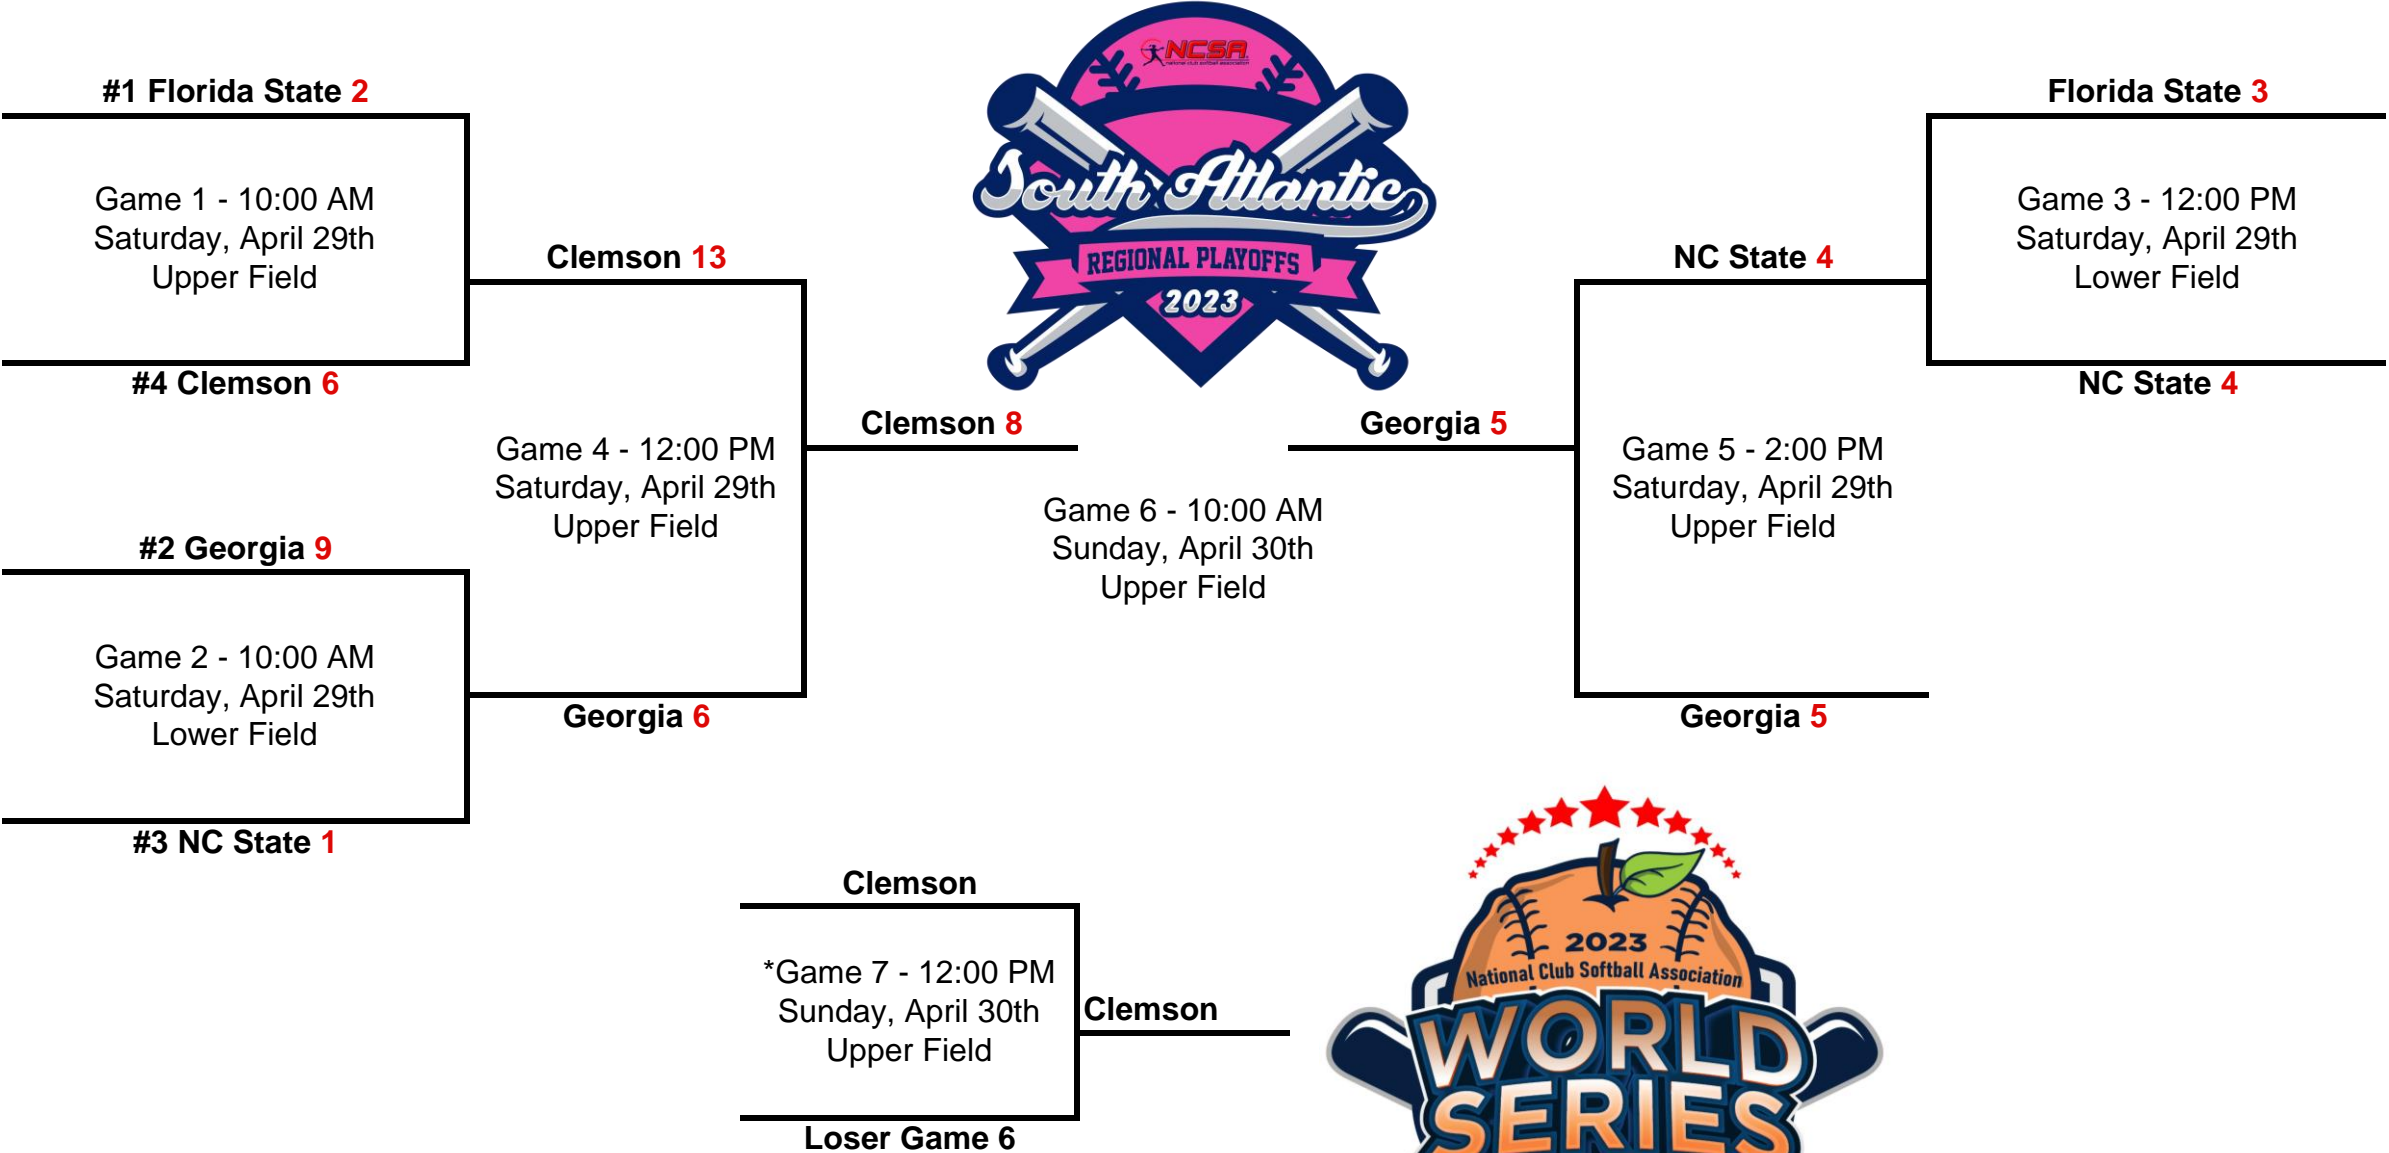 NCSA
national club softball association
South Atlantic
REGIONAL PLAYOFFS
2023
#1 Florida State 2
Game 1 - 10:00 AM
Saturday, April 29th
Upper Field
#4 Clemson 6
Clemson 13
Game 4 - 12:00 PM
Saturday, April 29th
Upper Field
Georgia 6
#2 Georgia 9
Game 2 - 10:00 AM
Saturday, April 29th
Lower Field
#3 NC State 1
Clemson 8
Game 6 - 10:00 AM
Sunday, April 30th
Upper Field
Georgia 5
NC State 4
Game 5 - 2:00 PM
Saturday, April 29th
Upper Field
Georgia 5
Florida State 3
Game 3 - 12:00 PM
Saturday, April 29th
Lower Field
NC State 4
Clemson
*Game 7 - 12:00 PM
Sunday, April 30th
Upper Field
Loser Game 6
Clemson
2023
National Club Softball Association
WORLD
SERIES